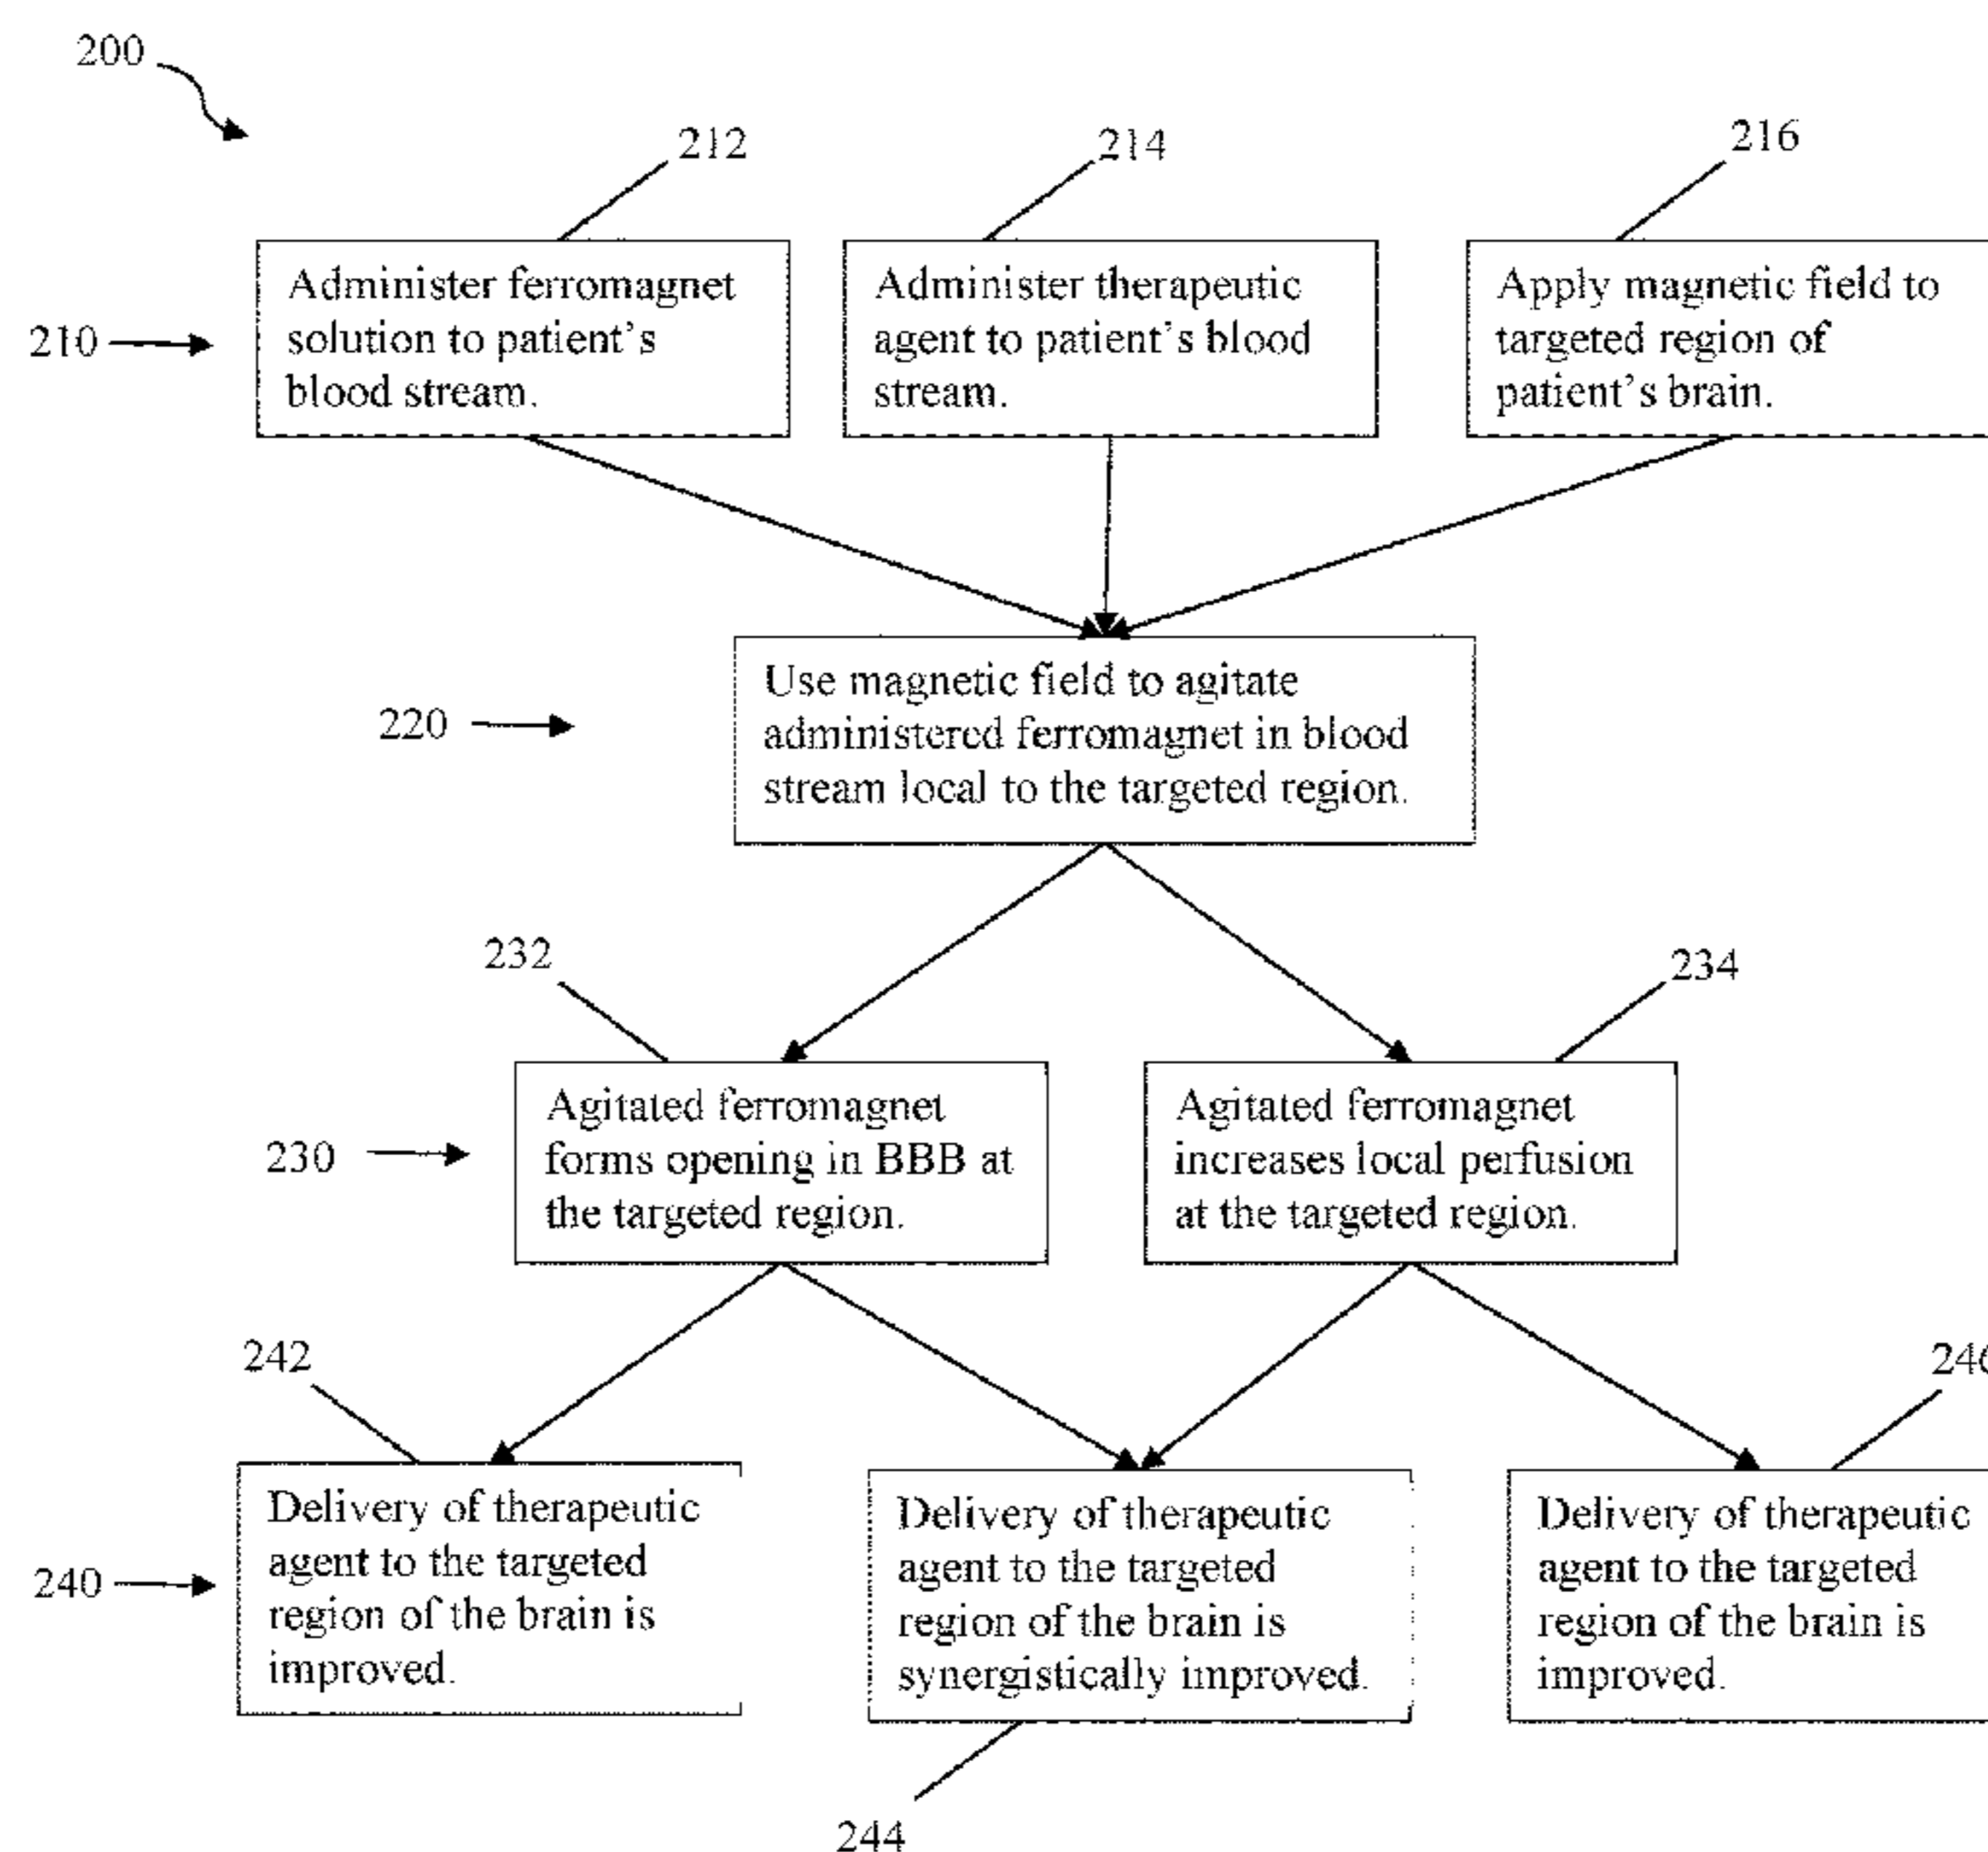 200
212
214
216
210
Administer ferromagnet
solution to patient's
blood stream.
Administer therapeutic
agent to patient's blood
stream.
Apply magnetic field to
targeted region of
patient's brain.
220
Use magnetic field to agitate
administered ferromagnet in blood
stream local to the targeted region.
232
234
230
Agitated ferromagnet
forms opening in BBB at
the targeted region.
Agitated ferromagnet
increases local perfusion
at the targeted region.
242
240
Delivery of therapeutic
agent to the targeted
region of the brain is
improved.
Delivery of therapeutic
agent to the targeted
region of the brain is
synergistically improved.
Delivery of therapeutic
agent to the targeted
region of the brain is
improved.
244